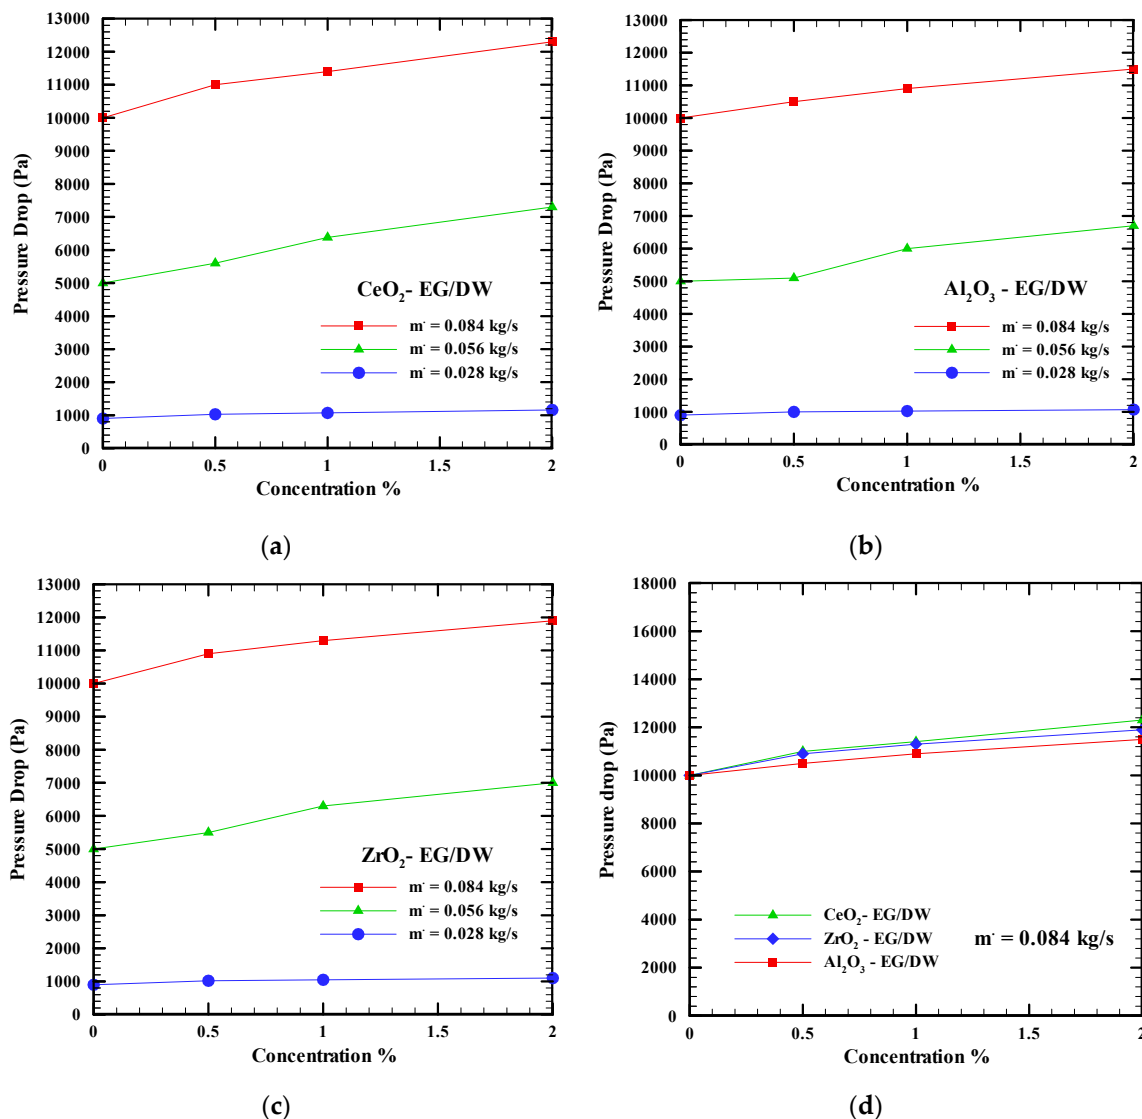 13000
12000
11000
10000
9000
8000
7000
6000
5000
4000
3000
2000
1000
0
Pressure Drop (Pa)
CeO2- EG/DW
m· = 0.084 kg/s
m· = 0.056 kg/s
m· = 0.028 kg/s
0 0.5 1 1.5 2
Concentration %
(a)
13000
12000
11000
10000
9000
8000
7000
6000
5000
4000
3000
2000
1000
0
Pressure Drop (Pa)
Al2O3 - EG/DW
m· = 0.084 kg/s
m· = 0.056 kg/s
m· = 0.028 kg/s
0 0.5 1 1.5 2
Concentration %
(b)
13000
12000
11000
10000
9000
8000
7000
6000
5000
4000
3000
2000
1000
0
Pressure Drop (Pa)
ZrO2- EG/DW
m· = 0.084 kg/s
m· = 0.056 kg/s
m· = 0.028 kg/s
0 0.5 1 1.5 2
Concentration %
(c)
18000
16000
14000
12000
10000
8000
6000
4000
2000
0
Pressure drop (Pa)
CeO2- EG/DW
ZrO2 - EG/DW
Al2O3 - EG/DW
m· = 0.084 kg/s
0 0.5 1 1.5 2
Concentration %
(d)